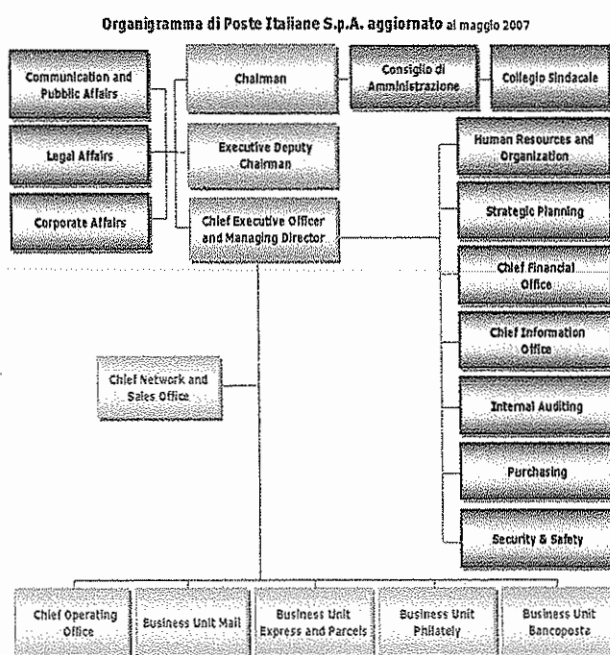 Organigramma di Poste Italiane S.p.A. aggiornato al maggio 2007
Communication and
Pubblic Affairs
Chairman
Consiglio di
Amministrazione
Collegio Sindacale
Legal Affairs
Executive Deputy
Chairman
Human Resources and
Organization
Corporate Affairs
Chief Executive Officer
and Managing Director
Strategic Planning
Chief Financial
Office
Chief Information
Office
Chief Network and
Sales Office
Internal Auditing
Purchasing
Security & Safety
Chief Operating
Office
Business Unit Mail
Business Unit
Express and Parcels
Business Unit
Philately
Business Unit
Bancoposta